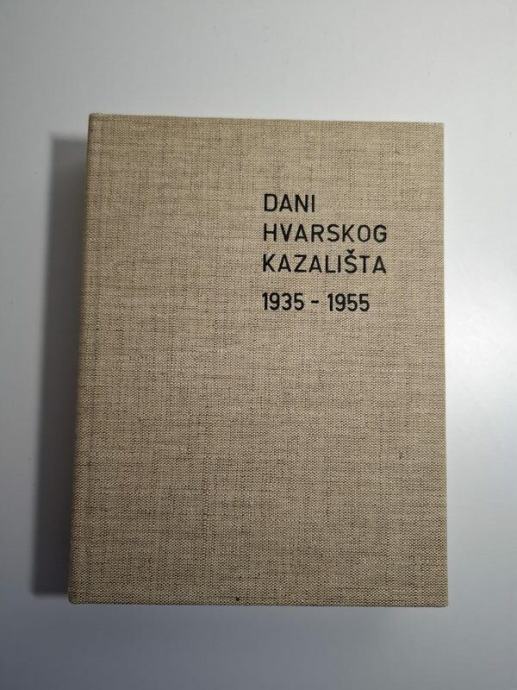 DANI
HVARSKOG
KAZALIŠTA
1935 - 1955